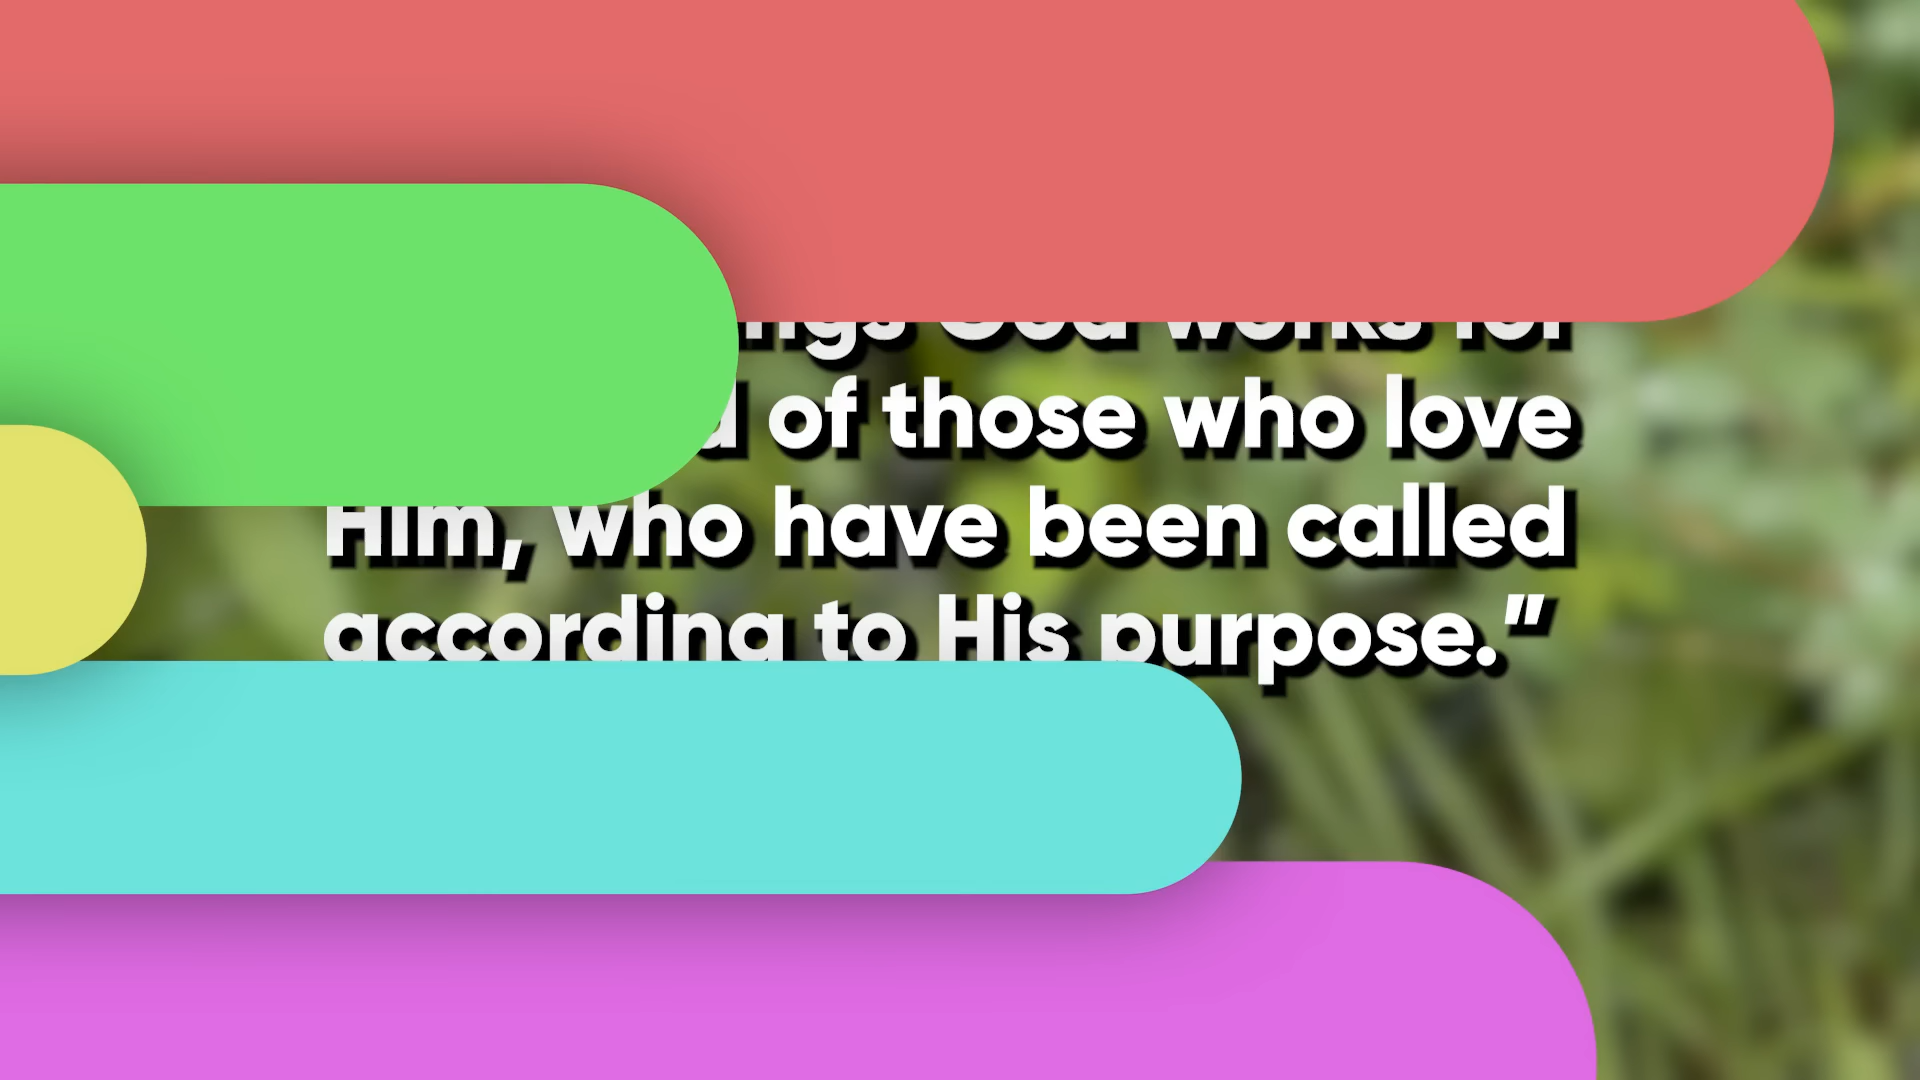 God works for
of those who love
Him, who have been called
according to His purpose.”